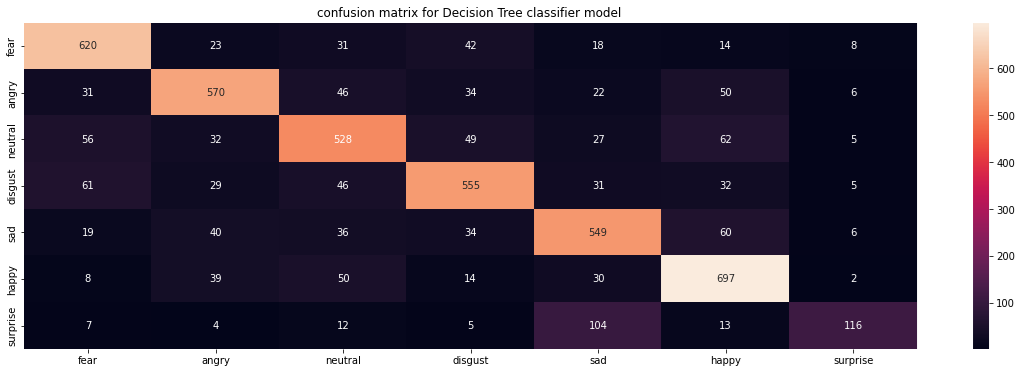 confusion matrix for Decision Tree classifier model
fear 620 23 31 42 18 14 8
angry 31 570 46 34 22 50 6
neutral 56 32 528 49 27 62 5
disgust 61 29 46 555 31 32 5
sad 19 40 36 34 549 60 6
happy 8 39 50 14 30 697 2
surprise 7 4 12 5 104 13 116
fear angry neutral disgust sad happy surprise
600
500
400
300
200
100